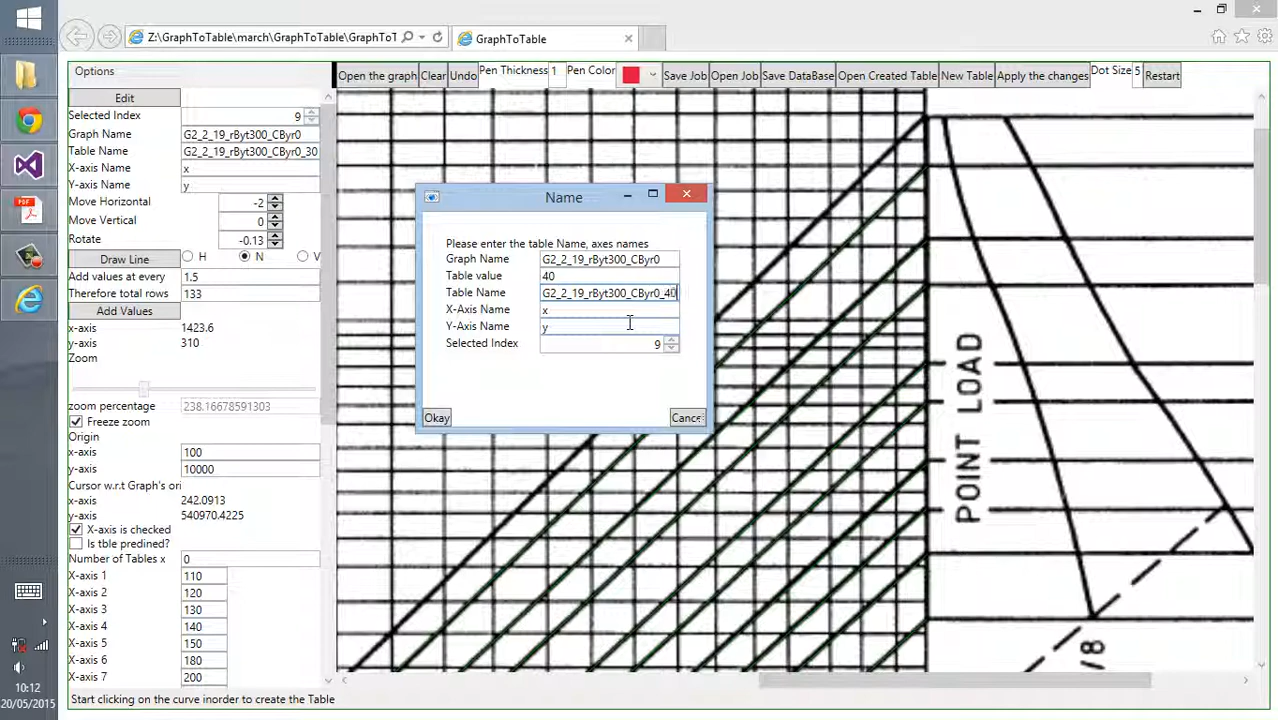 Z:\GraphToTable\march\GraphToTable\GraphToT
GraphToTable
Options
Open the graph Clear Undo Pen Thickness 1 Pen Color Save Job Open Job Save DataBase Open Created Table New Table Apply the changes Dot Size 5 Restart
Edit
Selected Index 9
Graph Name G2_2_19_rByt300_CByr0
Table Name G2_2_19_rByt300_CByr0_30
X-axis Name x
Y-axis Name y
Move Horizontal -2
Move Vertical 0
Rotate -0.13
Draw Line H N V
Add values at every 1.5
Therefore total rows 133
Add Values
x-axis 1423.6
y-axis 310
Zoom
zoom percentage 238.16678591303
Freeze zoom
Origin
x-axis 100
y-axis 10000
Cursor w.r.t Graph's ori
x-axis 242.0913
y-axis 540970.4225
X-axis is checked
Is tble predined?
Number of Tables x 0
X-axis 1 110
X-axis 2 120
X-axis 3 130
X-axis 4 140
X-axis 5 150
X-axis 6 180
X-axis 7 200
Start clicking on the curve inorder to create the Table
Name
Please enter the table Name, axes names
Graph Name G2_2_19_rByt300_CByr0
Table value 40
Table Name G2_2_19_rByt300_CByr0_40
X-Axis Name x
Y-Axis Name y
Selected Index 9
Okay Cancel
POINT LOAD
1/8
10:12
20/05/2015